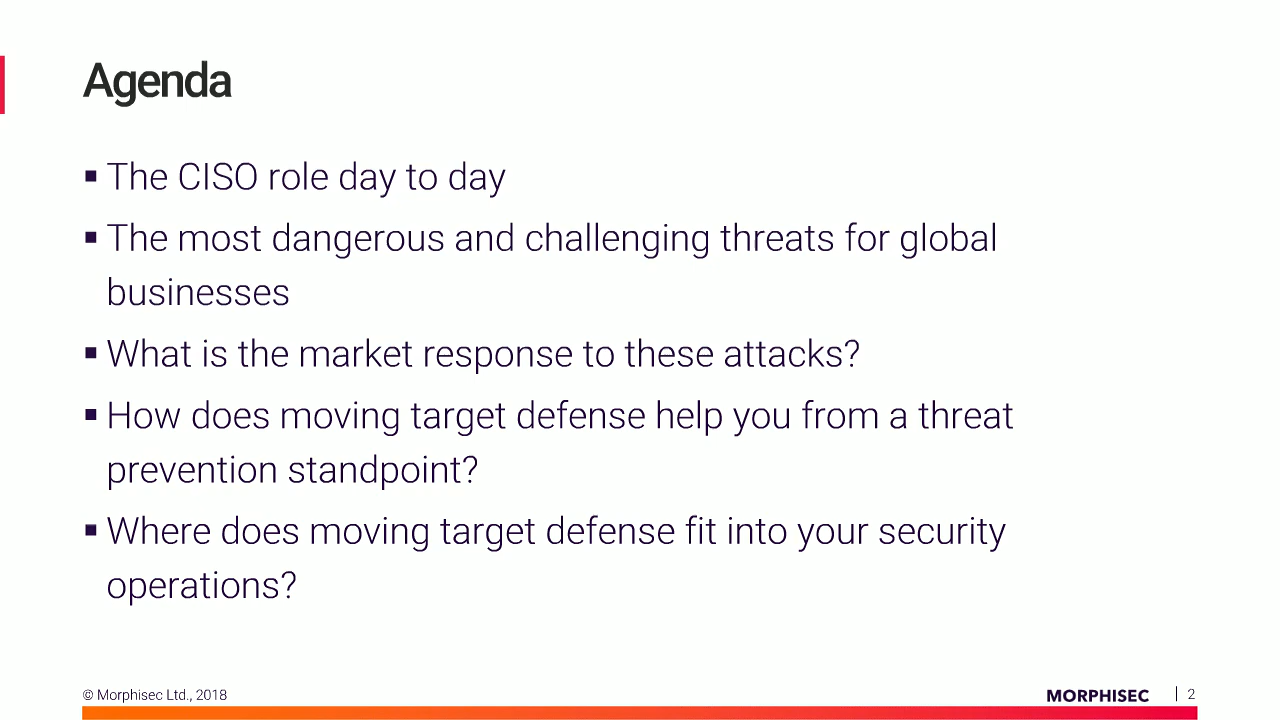 Agenda
▪ The CISO role day to day
▪ The most dangerous and challenging threats for global
businesses
▪ What is the market response to these attacks?
▪ How does moving target defense help you from a threat
prevention standpoint?
▪ Where does moving target defense fit into your security
operations?
© Morphisec Ltd., 2018
MORPHISEC | 2